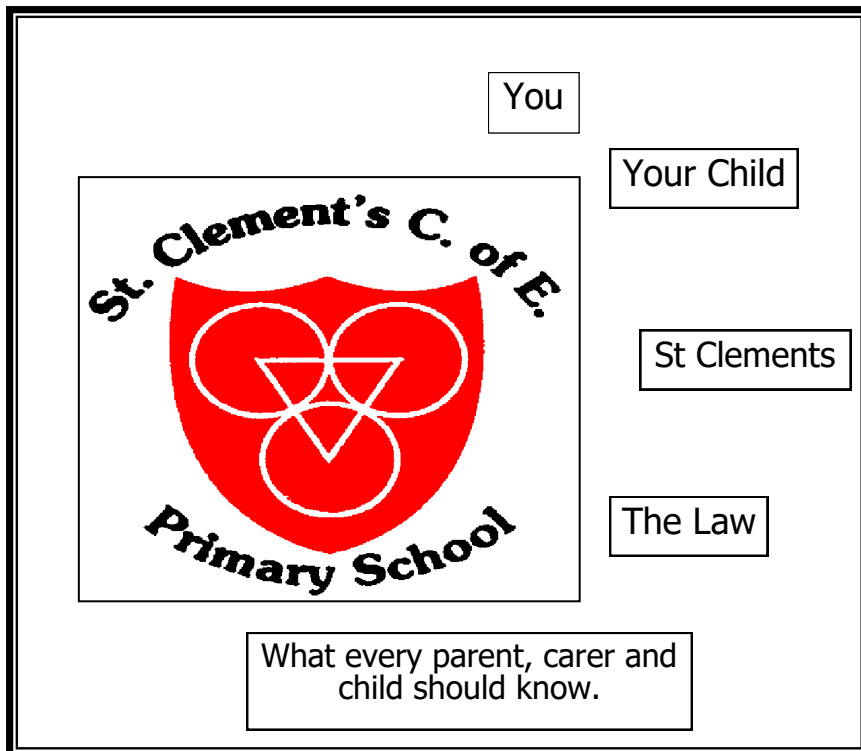 You
Your Child
St. Clement's C. of E.
St Clements
The Law
Primary School
What every parent, carer and
child should know.